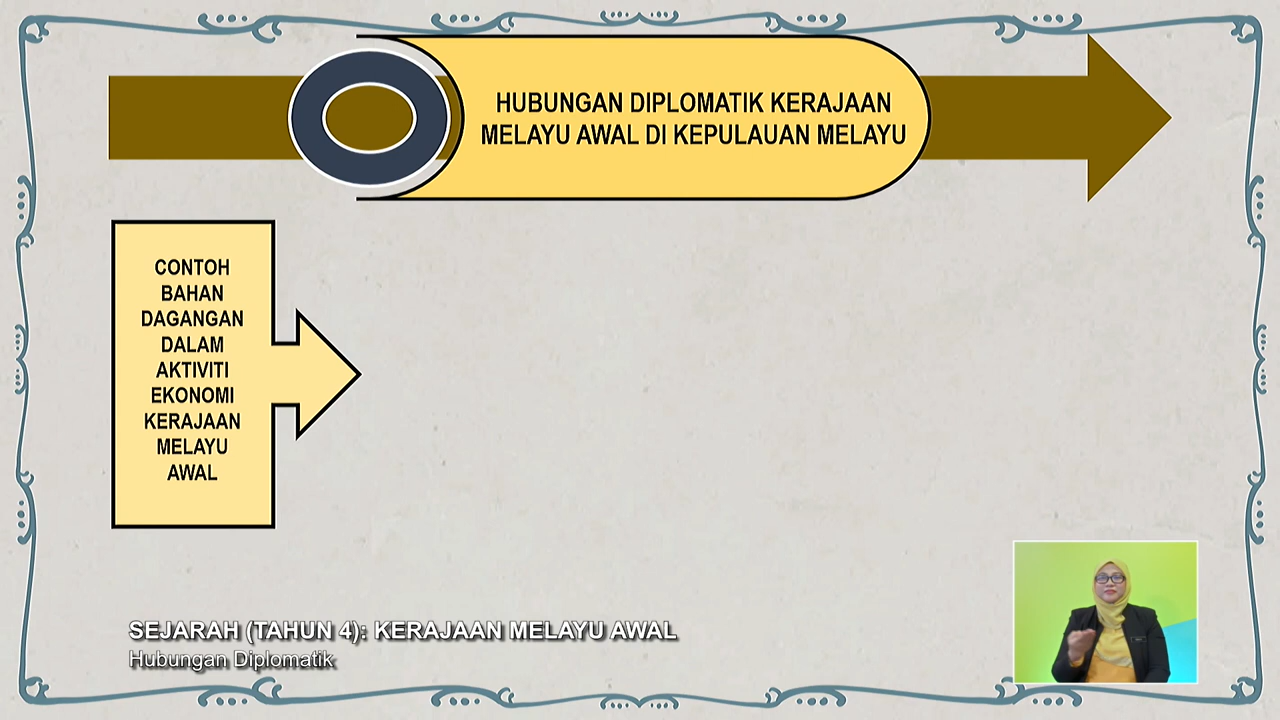 HUBUNGAN DIPLOMATIK KERAJAAN
MELAYU AWAL DI KEPULAUAN MELAYU
CONTOH
BAHAN
DAGANGAN
DALAM
AKTIVITI
EKONOMI
KERAJAAN
MELAYU
AWAL
SEJARAH (TAHUN 4): KERAJAAN MELAYU AWAL
Hubungan Diplomatik